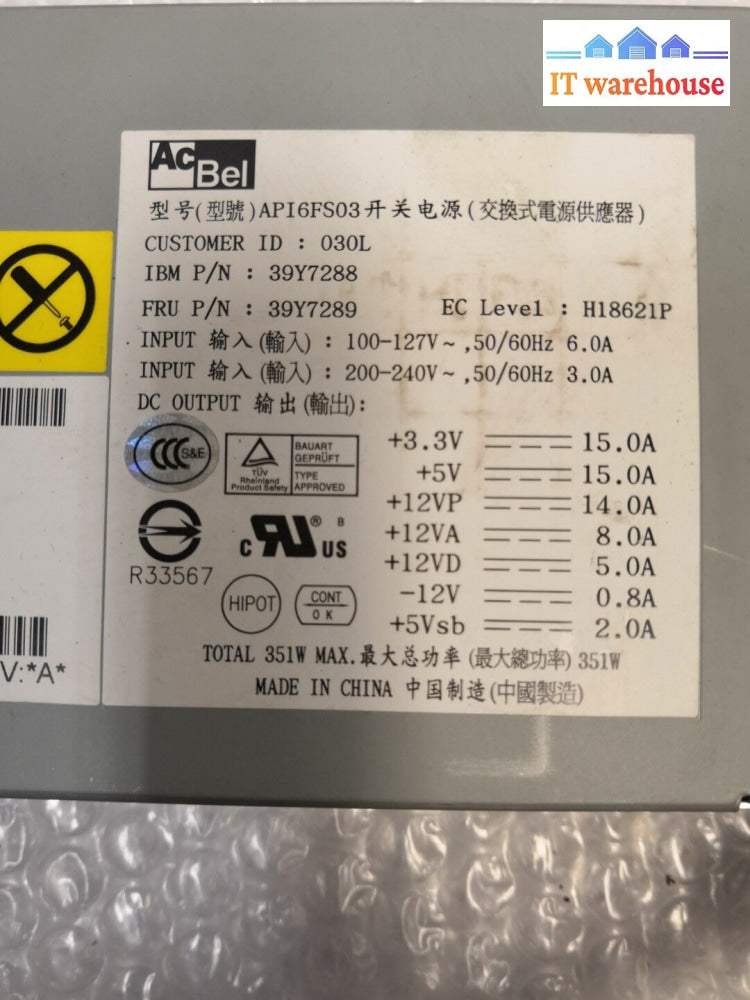 IT warehouse
AcBel
型号(型號)API6FS03开关电源(交換式電源供應器)
CUSTOMER ID : 030L
IBM P/N : 39Y7288
FRU P/N : 39Y7289 EC Level : H18621P
INPUT 输入(輸入) : 100-127V~ ,50/60Hz 6.0A
INPUT 输入(輸入) : 200-240V~ ,50/60Hz 3.0A
DC OUTPUT 输出(輸出):
+3.3V 15.0A
+5V 15.0A
+12VP 14.0A
+12VA 8.0A
+12VD 5.0A
-12V 0.8A
+5Vsb 2.0A
CCC S&E
TÜV
Rheinland
Product Safety
BAUART
GEPRÜFT
TYPE
APPROVED
R33567
c RU ® US
B
HIPOT
CONT
OK
TOTAL 351W MAX.最大总功率(最大總功率)351W
MADE IN CHINA 中国制造(中國製造)
V:*A*